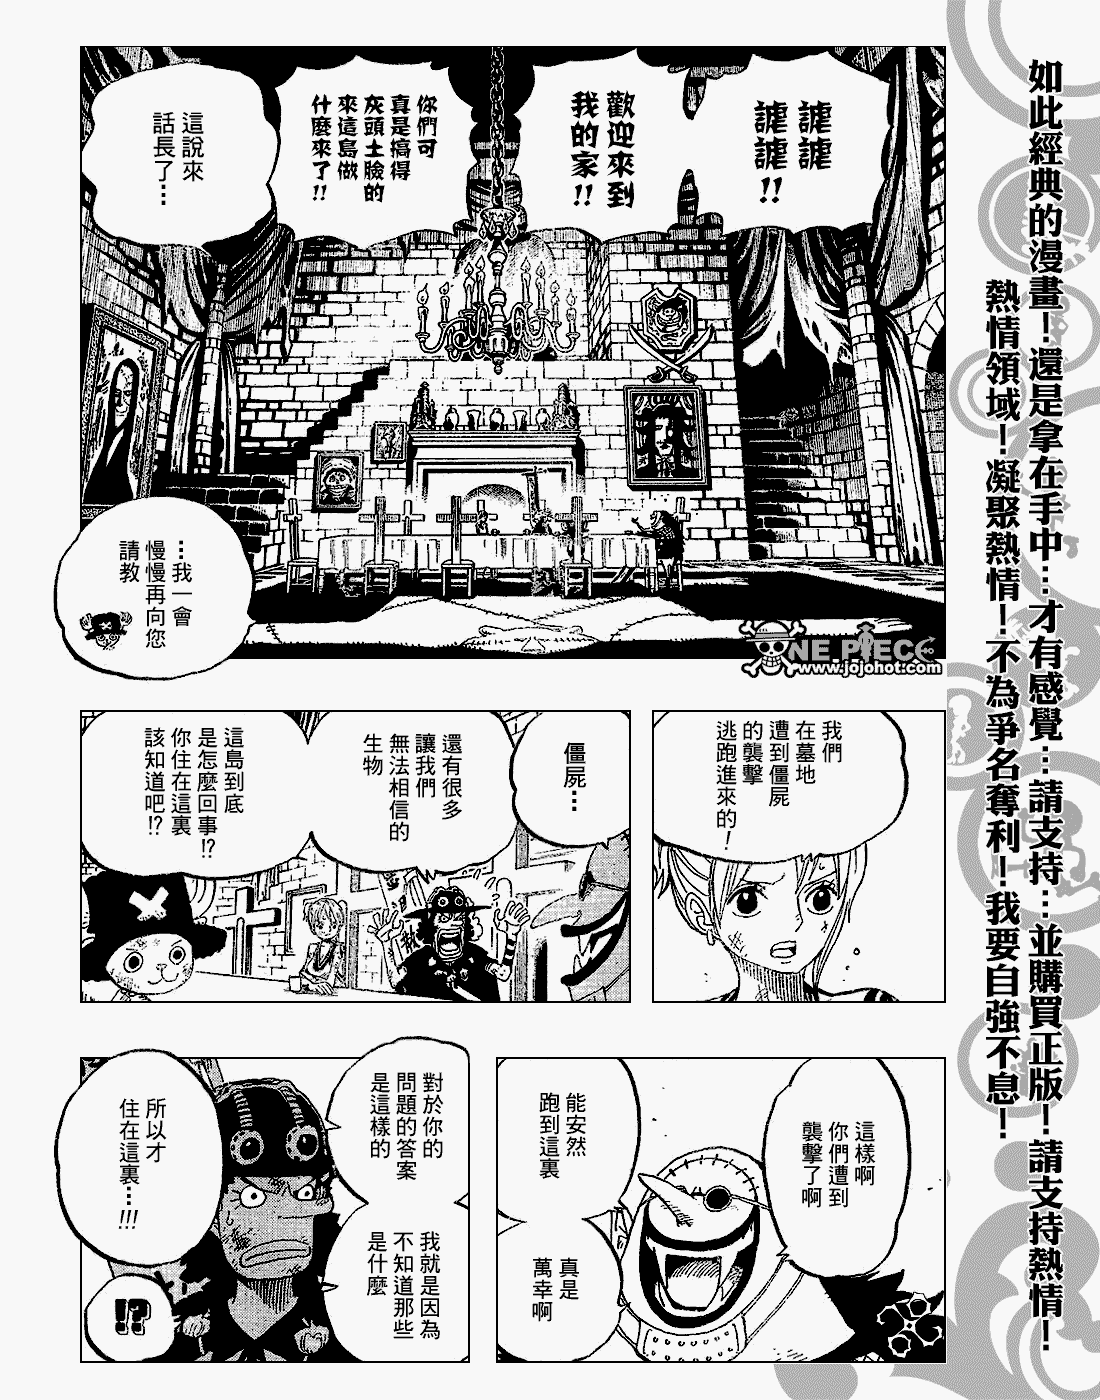 謔謔
謔謔!!
歡迎來到
我的家!!
你們可
真是搞得
灰頭土臉的
來這島做
什麼來了!!
這說來
話長了…
…我一會
慢慢再向您
請教
ONE PIECE
www.jojohot.com
我們
在墓地
遭到僵屍
的襲擊
逃跑進來的!
僵屍…
還有很多
讓我們
無法相信的
生物
這島到底
是怎麼回事!?
你住在這裏
該知道吧!?
這樣啊
你們遭到
襲擊了啊
能安然
跑到這裏
真是
萬幸啊
對於你的
問題的答案
是這樣的
我就是因為
不知道那些
是什麼
所以才
住在這裏…!!!
!?
如此經典的漫畫!還是拿在手中…才有感覺…請支持…並購買正版!請支持熱情!
熱情領域!凝聚熱情!不為爭名奪利!我要自強不息!